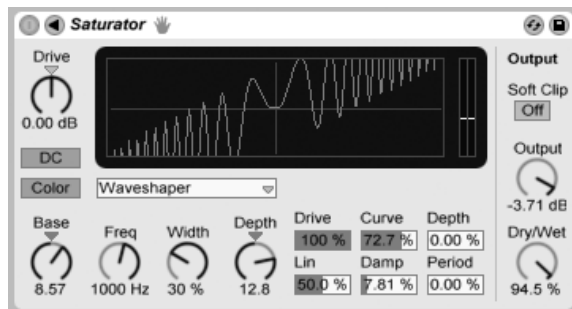 Saturator
Drive
0.00 dB
DC
Color
Waveshaper
Base
8.57
Freq
1000 Hz
Width
30 %
Depth
12.8
Drive Curve Depth
100 % 72.7 % 0.00 %
Lin Damp Period
50.0 % 7.81 % 0.00 %
Output
Soft Clip
Off
Output
-3.71 dB
Dry/Wet
94.5 %